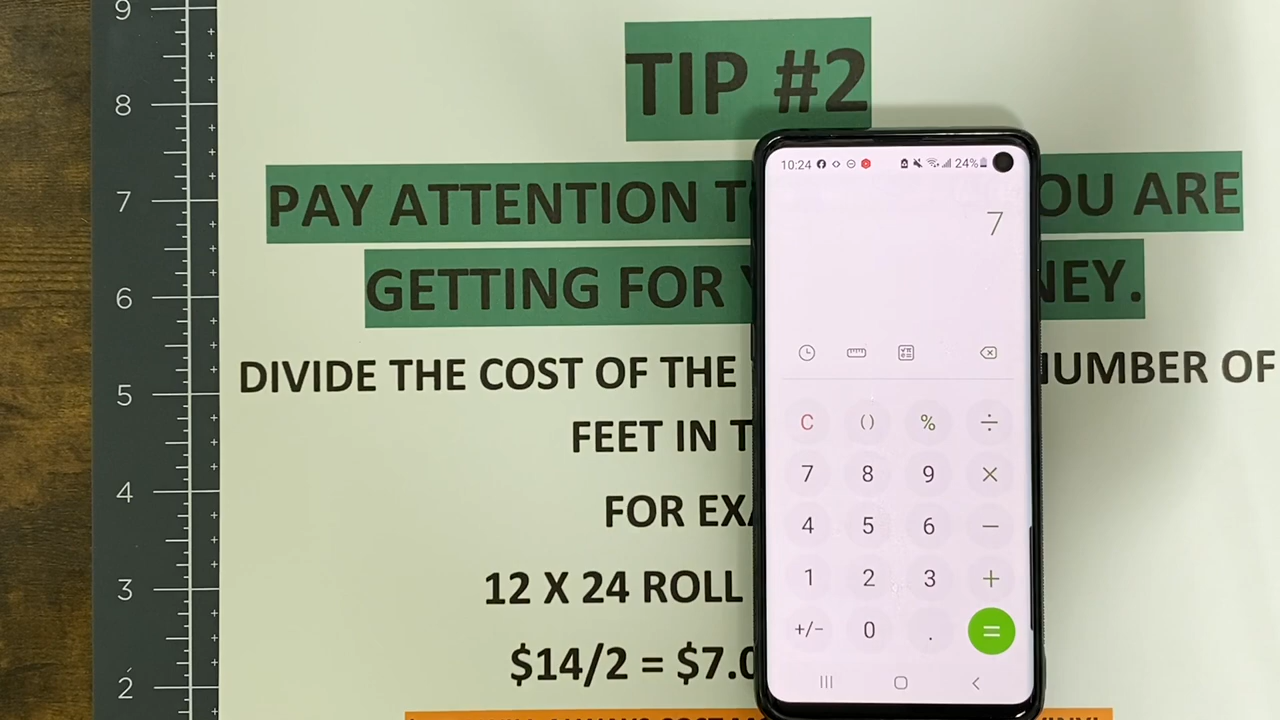 TIP #2
PAY ATTENTION OU ARE
GETTING FOR NEY.
DIVIDE THE COST OF THE UMBER OF
FEET IN
FOR
12 X 24 ROLL
$14/2 = $7.0
9
8
7
6
5
4
3
2
10:24 24%
7
C () % ÷
7 8 9 ×
4 5 6 −
1 2 3 +
+/− 0 . =